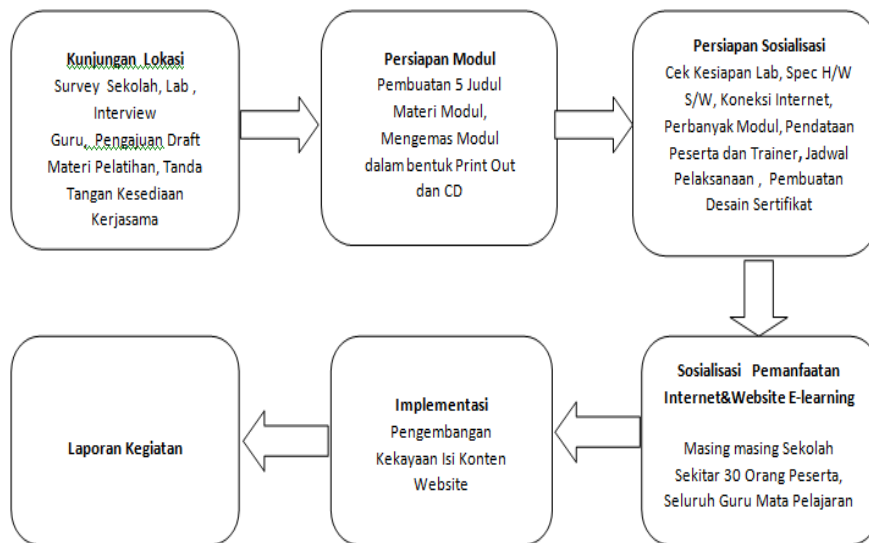 Kunjungan Lokasi
Survey Sekolah, Lab ,
Interview
Guru, Pengajuan Draft
Materi Pelatihan, Tanda
Tangan Kesediaan
Kerjasama
Persiapan Modul
Pembuatan 5 Judul
Materi Modul,
Mengemas Modul
dalam bentuk Print Out
dan CD
Persiapan Sosialisasi
Cek Kesiapan Lab, Spec H/W
S/W, Koneksi Internet,
Perbanyak Modul, Pendataan
Peserta dan Trainer, Jadwal
Pelaksanaan , Pembuatan
Desain Sertifikat
Sosialisasi Pemanfaatan
Internet&Website E-learning
Masing masing Sekolah
Sekitar 30 Orang Peserta,
Seluruh Guru Mata Pelajaran
Implementasi
Pengembangan
Kekayaan Isi Konten
Website
Laporan Kegiatan